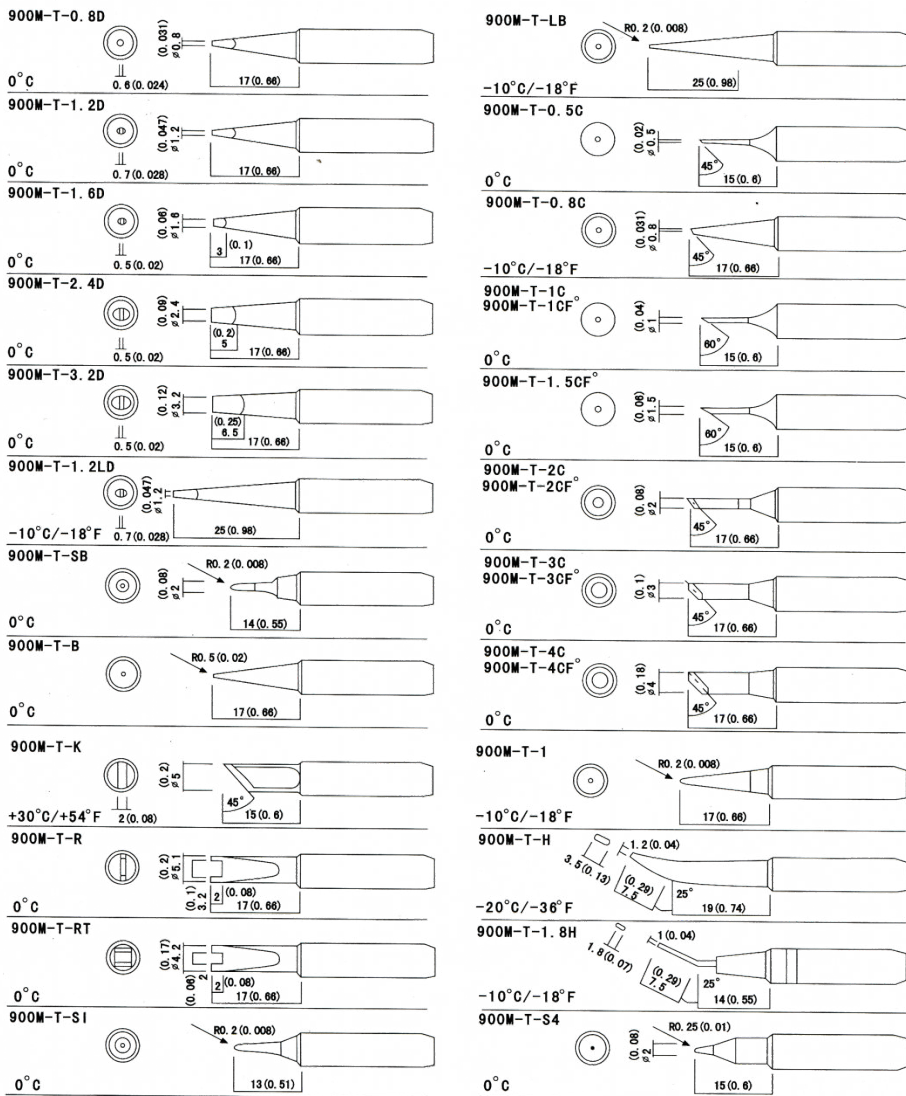 900M-T-0.8D
(0.031)
ø0.8
17(0.66)
0.6(0.024)
0°C
900M-T-1.2D
(0.047)
ø1.2
17(0.66)
0.7(0.028)
0°C
900M-T-1.6D
(0.06)
ø1.6
3
(0.1)
17(0.66)
0.5(0.02)
0°C
900M-T-2.4D
(0.09)
ø2.4
(0.2)
5
17(0.66)
0.5(0.02)
0°C
900M-T-3.2D
(0.12)
ø3.2
(0.25)
6.5
17(0.66)
0.5(0.02)
0°C
900M-T-1.2LD
(0.047)
ø1.2
25(0.98)
0.7(0.028)
-10°C/-18°F
900M-T-SB
R0.2(0.008)
(0.08)
ø2
14(0.55)
0°C
900M-T-B
R0.5(0.02)
17(0.66)
0°C
900M-T-K
(0.2)
ø5
45°
15(0.6)
+30°C/+54°F
2(0.08)
900M-T-R
(0.2)
ø5.1
(0.1)
3.2
2
(0.08)
17(0.66)
0°C
900M-T-RT
(0.17)
ø4.2
(0.06)
2
2
(0.08)
17(0.66)
0°C
900M-T-SI
R0.2(0.008)
13(0.51)
0°C
900M-T-LB
R0.2(0.008)
25(0.98)
-10°C/-18°F
900M-T-0.5C
(0.02)
ø0.5
45°
15(0.6)
0°C
900M-T-0.8C
(0.031)
ø0.8
45°
17(0.66)
-10°C/-18°F
900M-T-1C
900M-T-1CF°
(0.04)
ø1
60°
15(0.6)
0°C
900M-T-1.5CF°
(0.06)
ø1.5
60°
15(0.6)
0°C
900M-T-2C
900M-T-2CF°
(0.08)
ø2
45°
17(0.66)
0°C
900M-T-3C
900M-T-3CF°
(0.1)
ø3
45°
17(0.66)
0°C
900M-T-4C
900M-T-4CF°
(0.18)
ø4
45°
17(0.66)
0°C
900M-T-1
R0.2(0.008)
17(0.66)
-10°C/-18°F
900M-T-H
1.2(0.04)
3.5(0.13)
(0.29)
7.5
25°
19(0.74)
-20°C/-36°F
900M-T-1.8H
1(0.04)
1.8(0.07)
(0.29)
7.5
25°
14(0.55)
-10°C/-18°F
900M-T-S4
R0.25(0.01)
(0.08)
ø2
15(0.6)
0°C